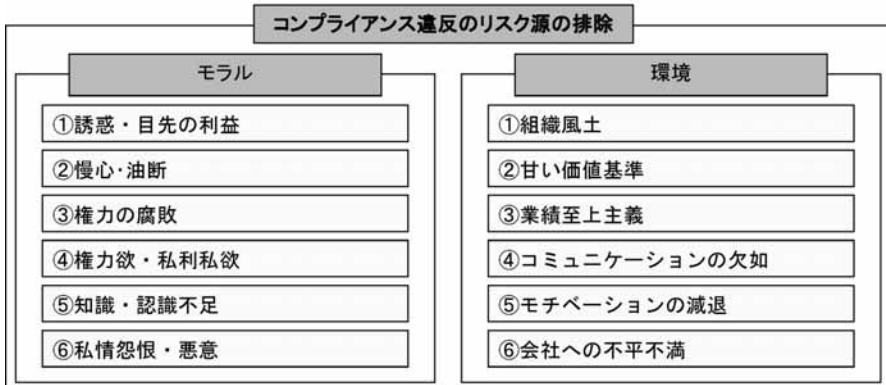 コンプライアンス違反のリスク源の排除
モラル
①誘惑・目先の利益
②慢心・油断
③権力の腐敗
④権力欲・私利私欲
⑤知識・認識不足
⑥私情怨恨・悪意
環境
①組織風土
②甘い価値基準
③業績至上主義
④コミュニケーションの欠如
⑤モチベーションの減退
⑥会社への不平不満